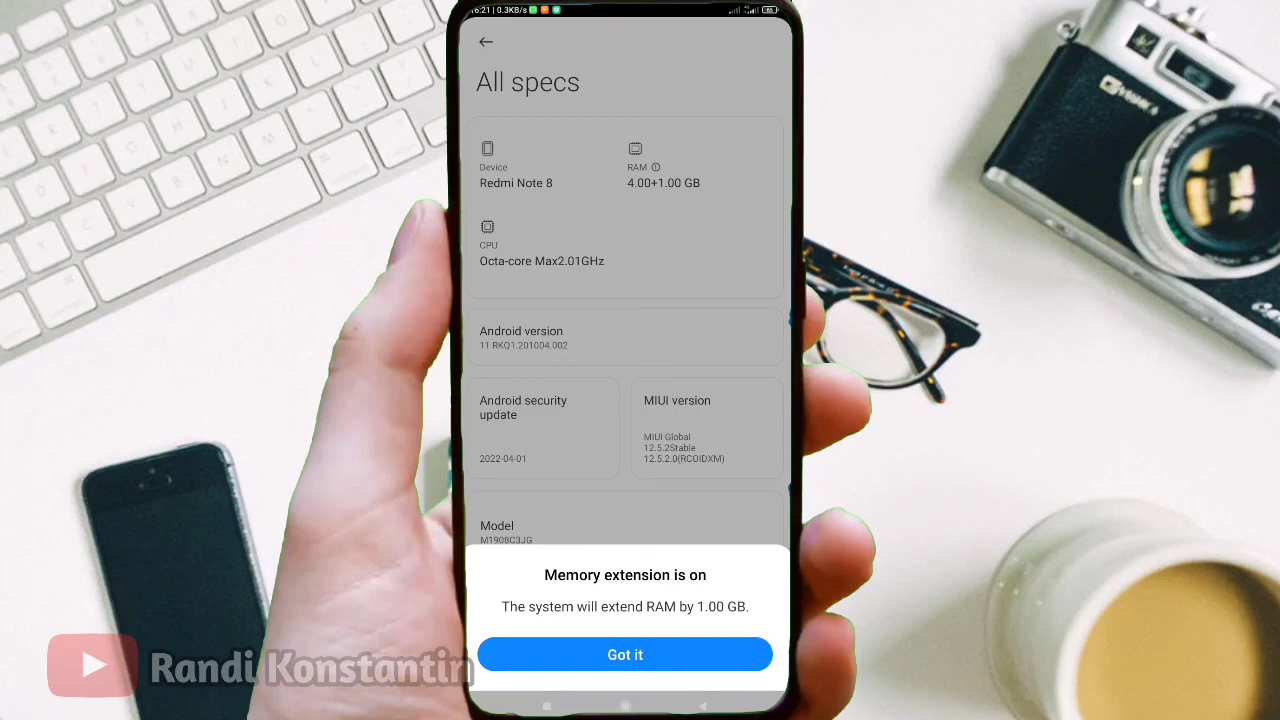 16:21 | 0.3KB/s
All specs
Device
Redmi Note 8
RAM
4.00+1.00 GB
CPU
Octa-core Max2.01GHz
Android version
11 RKQ1.201004.002
Android security
update
2022-04-01
MIUI version
MIUI Global
12.5.2Stable
12.5.2.0(RCOIDXM)
Model
M1908C3JG
Memory extension is on
The system will extend RAM by 1.00 GB.
Got it
Randi Konstantin